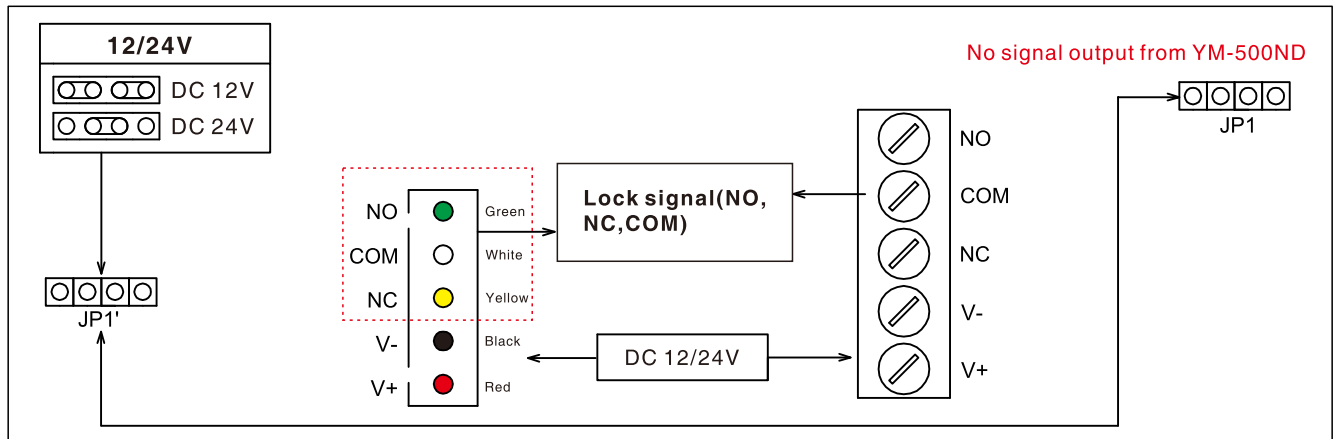 12/24V
DC 12V
DC 24V
JP1'
NO Green
COM White
NC Yellow
V- Black
V+ Red
Lock signal(NO,
NC,COM)
DC 12/24V
No signal output from YM-500ND
JP1
NO
COM
NC
V-
V+